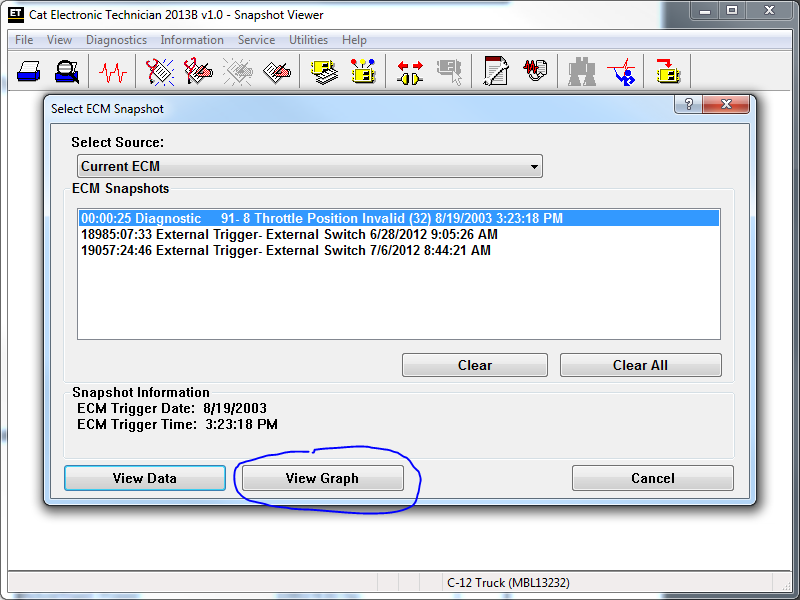 ET Cat Electronic Technician 2013B v1.0 - Snapshot Viewer
File View Diagnostics Information Service Utilities Help
Select ECM Snapshot
Select Source:
Current ECM
ECM Snapshots
00:00:25 Diagnostic 91- 8 Throttle Position Invalid (32) 8/19/2003 3:23:18 PM
18985:07:33 External Trigger- External Switch 6/28/2012 9:05:26 AM
19057:24:46 External Trigger- External Switch 7/6/2012 8:44:21 AM
Clear Clear All
Snapshot Information
ECM Trigger Date: 8/19/2003
ECM Trigger Time: 3:23:18 PM
View Data View Graph Cancel
C-12 Truck (MBL13232)